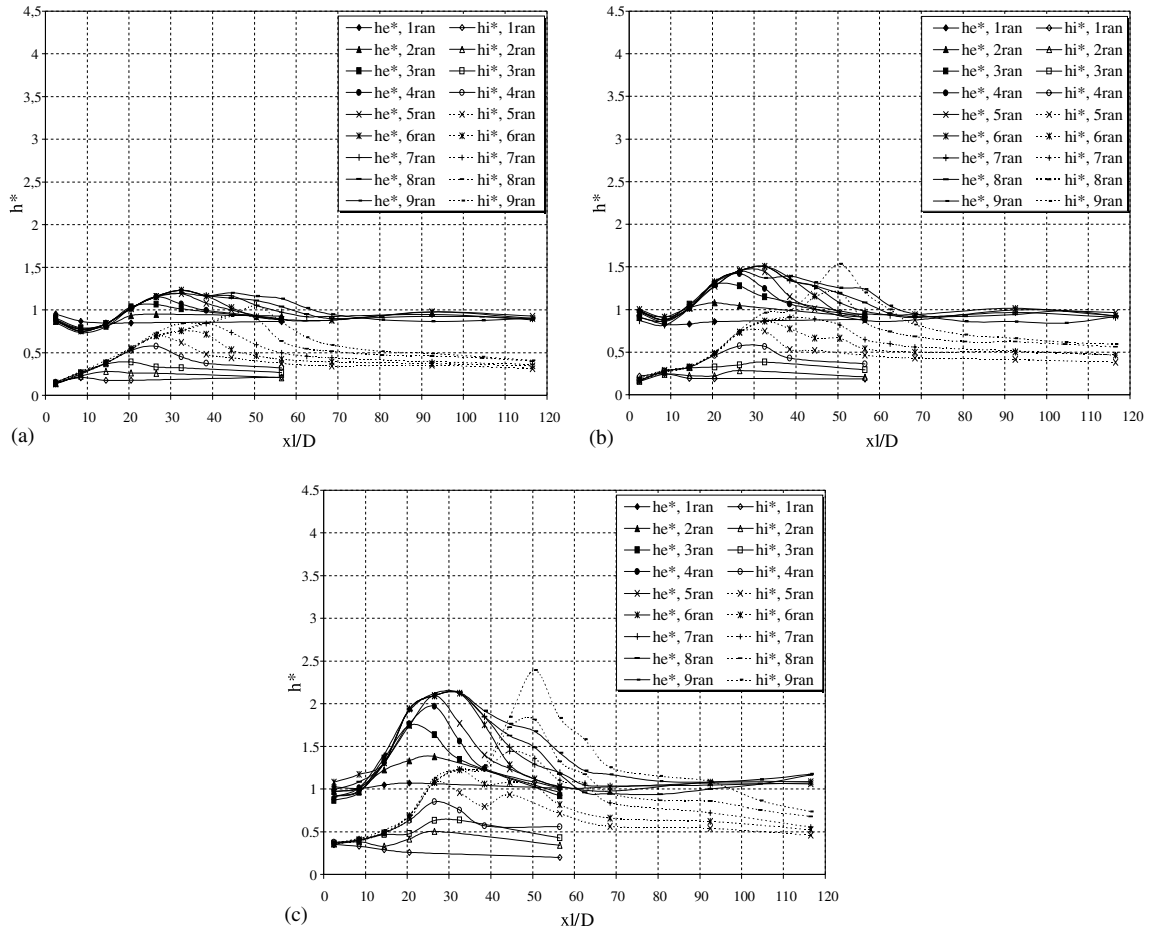 4,5
4
3,5
3
2,5
2
1,5
1
0,5
0
h*
0 10 20 30 40 50 60 70 80 90 100 110 120
xl/D
(a)
he*, 1ran hi*, 1ran
he*, 2ran hi*, 2ran
he*, 3ran hi*, 3ran
he*, 4ran hi*, 4ran
he*, 5ran hi*, 5ran
he*, 6ran hi*, 6ran
he*, 7ran hi*, 7ran
he*, 8ran hi*, 8ran
he*, 9ran hi*, 9ran
4,5
4
3,5
3
2,5
2
1,5
1
0,5
0
h*
0 10 20 30 40 50 60 70 80 90 100 110 120
xl/D
(b)
he*, 1ran hi*, 1ran
he*, 2ran hi*, 2ran
he*, 3ran hi*, 3ran
he*, 4ran hi*, 4ran
he*, 5ran hi*, 5ran
he*, 6ran hi*, 6ran
he*, 7ran hi*, 7ran
he*, 8ran hi*, 8ran
he*, 9ran hi*, 9ran
4,5
4
3,5
3
2,5
2
1,5
1
0,5
0
h*
0 10 20 30 40 50 60 70 80 90 100 110 120
xl/D
(c)
he*, 1ran hi*, 1ran
he*, 2ran hi*, 2ran
he*, 3ran hi*, 3ran
he*, 4ran hi*, 4ran
he*, 5ran hi*, 5ran
he*, 6ran hi*, 6ran
he*, 7ran hi*, 7ran
he*, 8ran hi*, 8ran
he*, 9ran hi*, 9ran